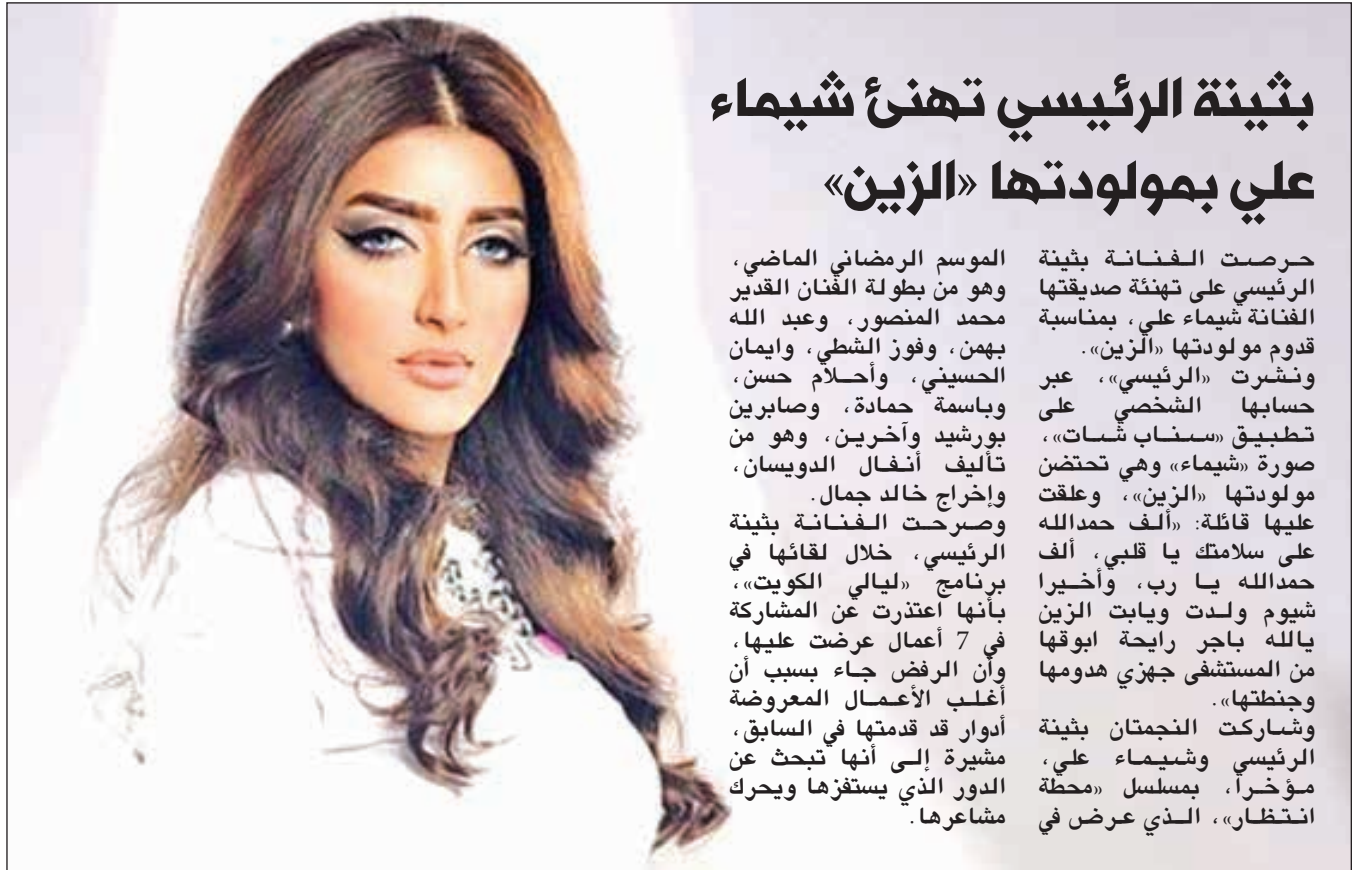 بثينة الرئيسي تهنئ شيماء
علي بمولودتها «الزين»
حرصت الفنانة بثينة
الرئيسي على تهنئة صديقتها
الفنانة شيماء علي، بمناسبة
قدوم مولودتها «الزين».
ونشرت «الرئيسي»، عبر
حسابها الشخصي على
تطبيق «سناب شات»،
صورة «شيماء» وهي تحتضن
مولودتها «الزين»، وعلقت
عليها قائلة: «ألف حمدالله
على سلامتك يا قلبي، ألف
حمدالله يا رب، وأخيرا
شيوم ولدت ويابت الزين
يالله باجر رايحة ابوقها
من المستشفى جهزي هدومها
وجنطتها».
وشاركت النجمتان بثينة
الرئيسي وشيماء علي،
مؤخرا، بمسلسل «محطة
انتظار»، الذي عرض في
الموسم الرمضاني الماضي،
وهو من بطولة الفنان القدير
محمد المنصور، وعبد الله
بهمن، وفوز الشطي، وايمان
الحسيني، وأحلام حسن،
وباسمة حمادة، وصابرين
بورشيد وآخرين، وهو من
تأليف أنفال الدويسان،
وإخراج خالد جمال.
وصرحت الفنانة بثينة
الرئيسي، خلال لقائها في
برنامج «ليالي الكويت»،
بأنها اعتذرت عن المشاركة
في 7 أعمال عرضت عليها،
وأن الرفض جاء بسبب أن
أغلب الأعمال المعروضة
أدوار قد قدمتها في السابق،
مشيرة إلى أنها تبحث عن
الدور الذي يستفزها ويحرك
مشاعرها.